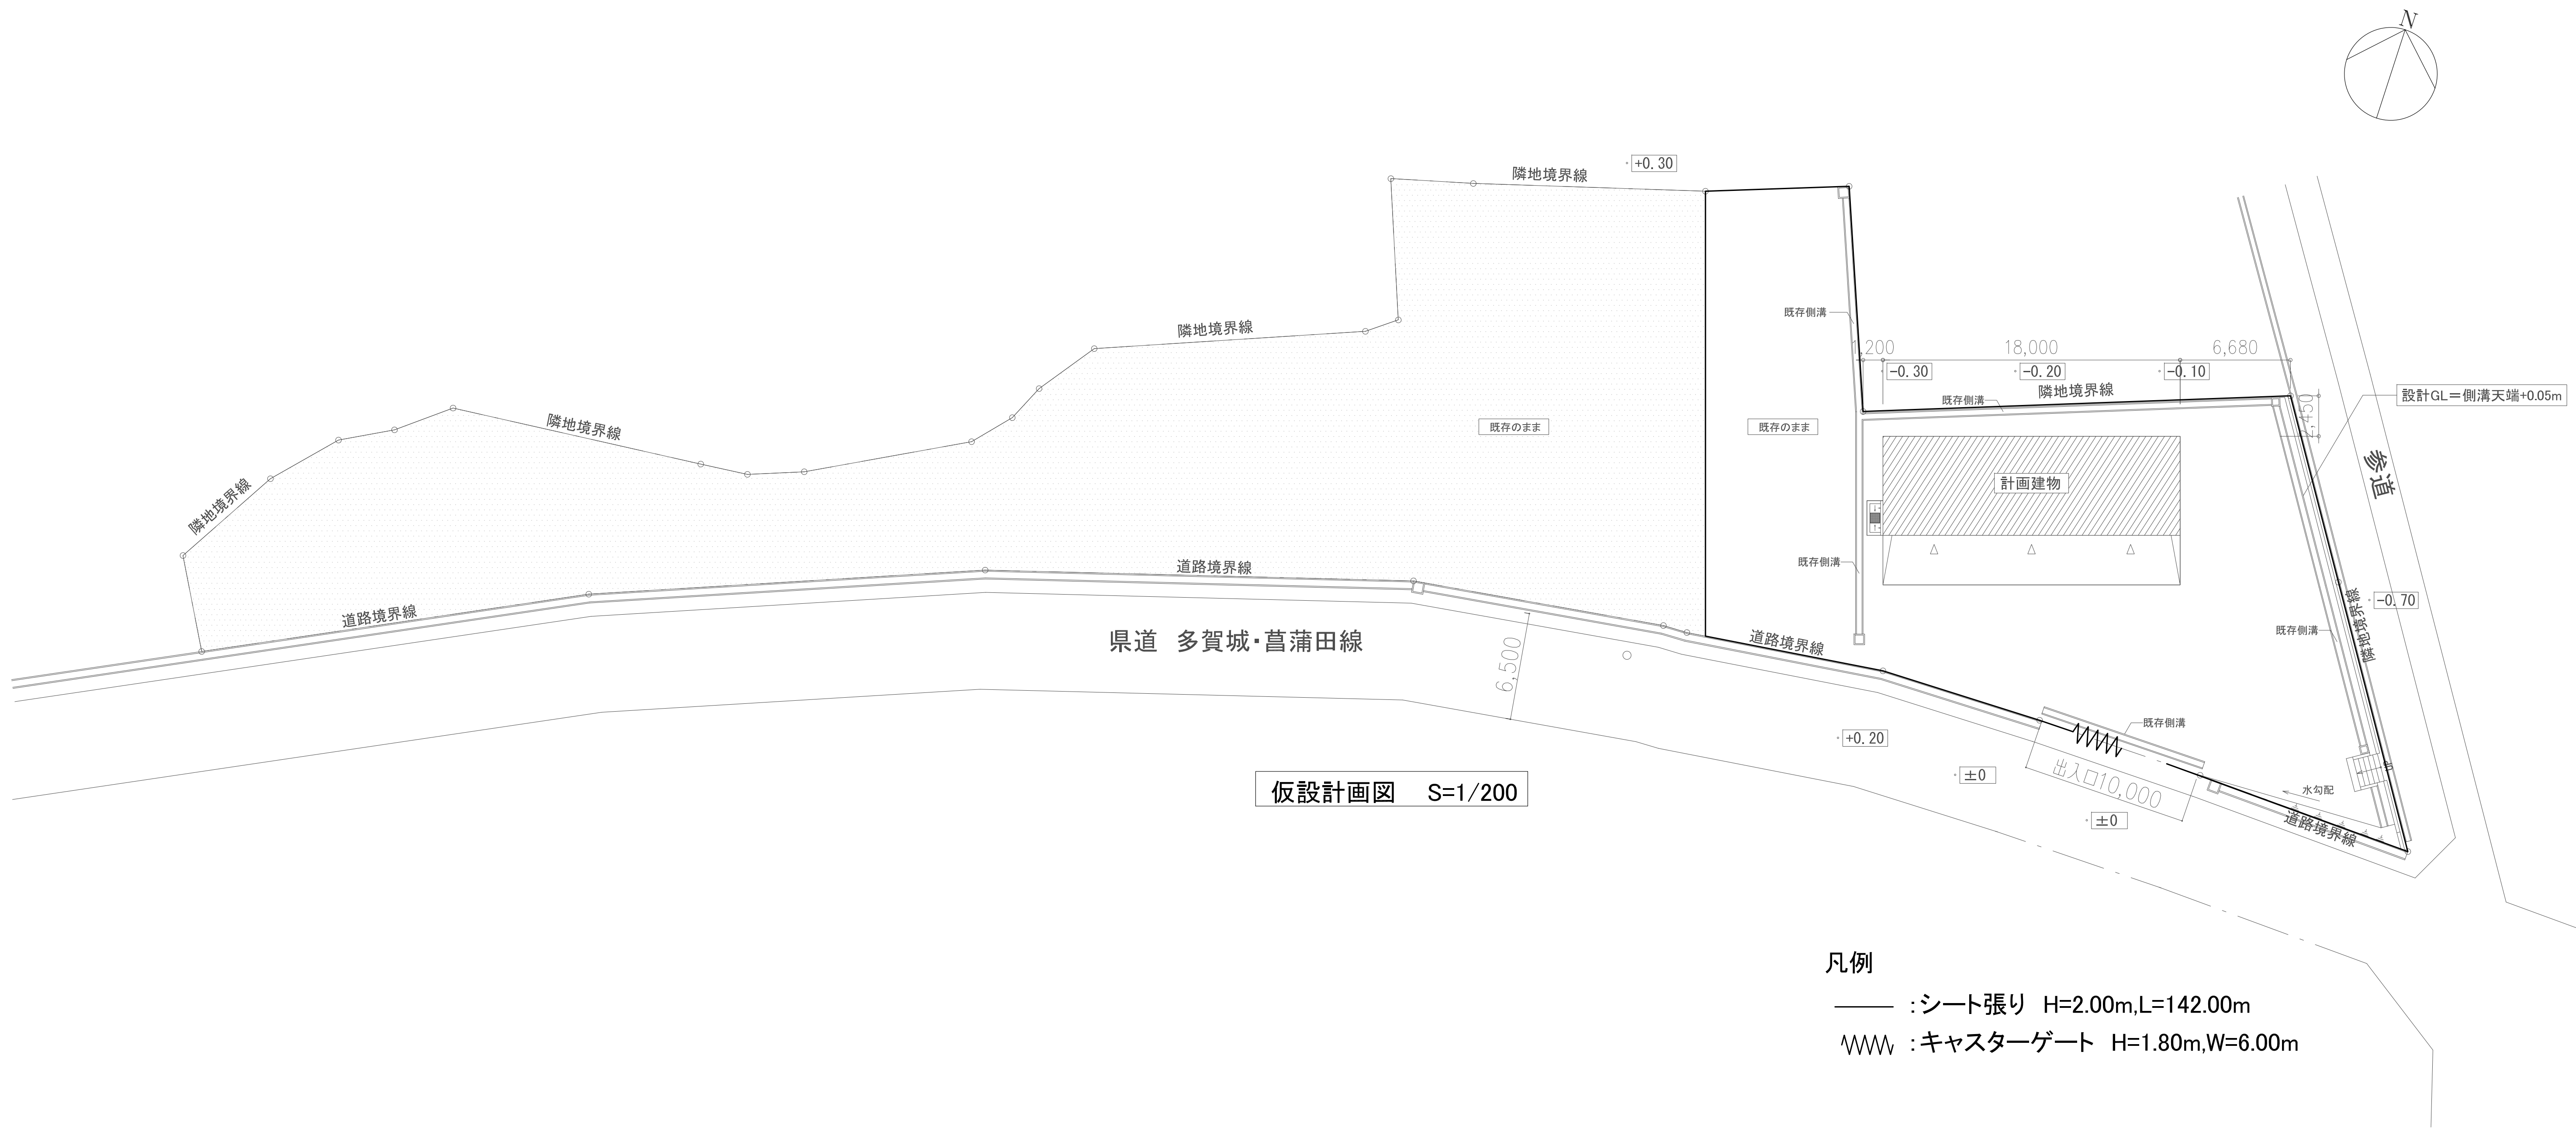 N
+0.30
隣地境界線
隣地境界線
隣地境界線
隣地境界線
既存側溝
1,200
18,000
6,680
-0.30
-0.20
-0.10
隣地境界線
既存側溝
2,450
設計GL＝側溝天端+0.05m
参道
既存のまま
既存のまま
計画建物
既存側溝
道路境界線
道路境界線
道路境界線
隣地境界線
-0.70
既存側溝
県道　多賀城・菖蒲田線
6,500
既存側溝
+0.20
±0
±0
出入口10,000
水勾配
道路境界線
仮設計画図　S=1/200
凡例
：シート張り　H=2.00m,L=142.00m
：キャスターゲート　H=1.80m,W=6.00m